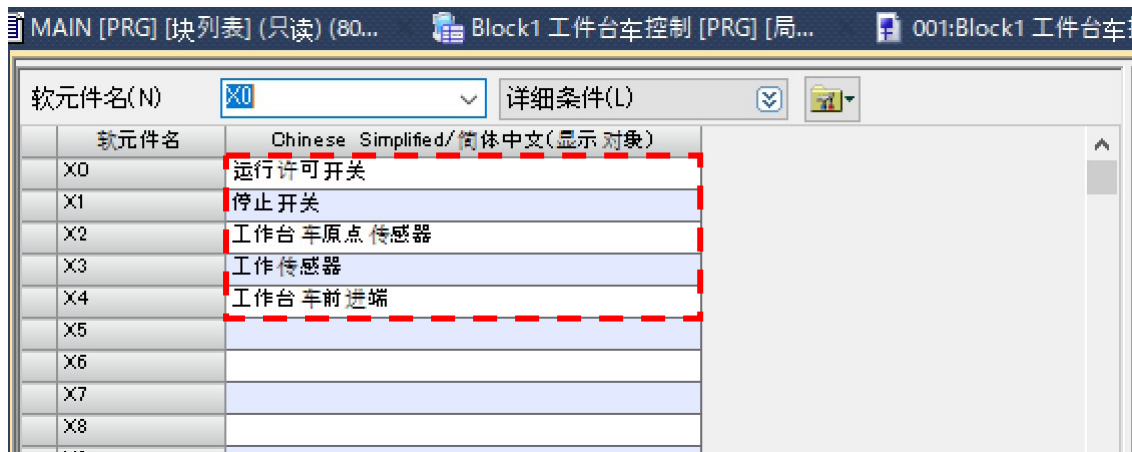 MAIN [PRG] [块列表] (只读) (80... Block1 工件台车控制 [PRG] [局... 001:Block1 工件台车
软元件名(N) X0 详细条件(L)
软元件名 Chinese Simplified/简体中文(显示对象)
X0 运行许可开关
X1 停止开关
X2 工作台车原点传感器
X3 工作传感器
X4 工作台车前进端
X5
X6
X7
X8